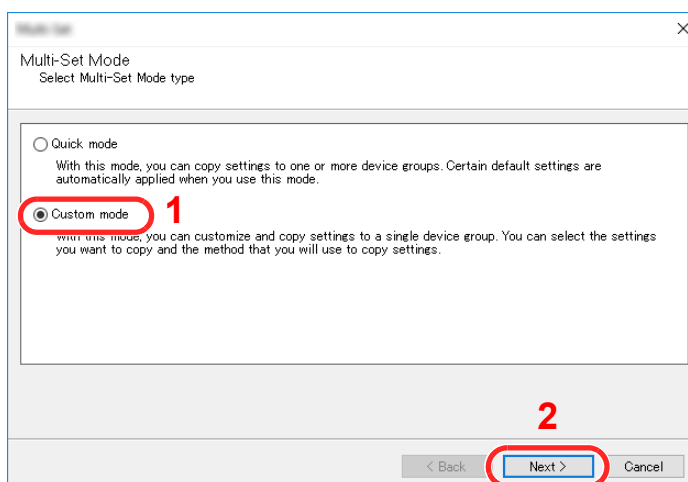 Multi-Set Mode
Select Multi-Set Mode type
Quick mode
With this mode, you can copy settings to one or more device groups. Certain default settings are
automatically applied when you use this mode.
Custom mode
1
With this mode, you can customize and copy settings to a single device group. You can select the settings
you want to copy and the method that you will use to copy settings.
2
< Back
Next >
Cancel